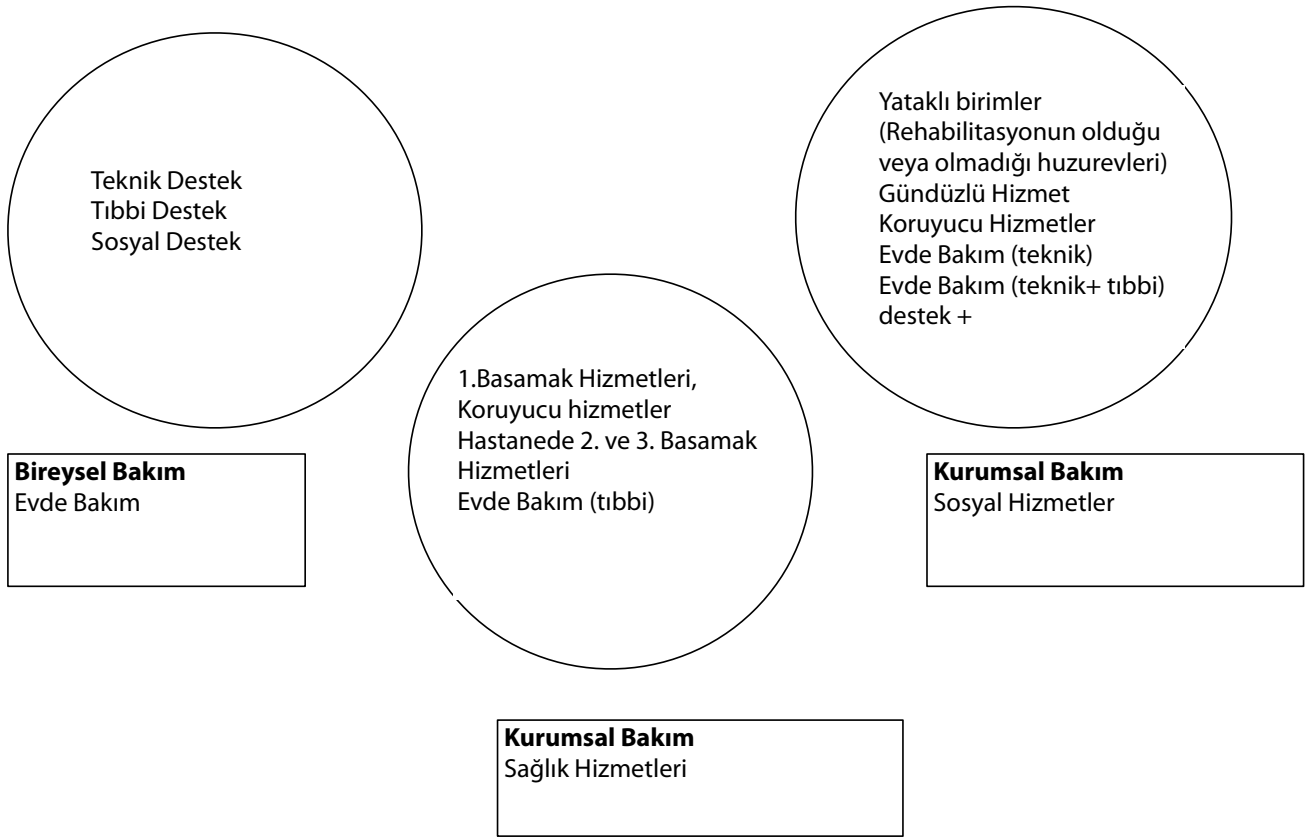 Teknik Destek
Tıbbi Destek
Sosyal Destek
Bireysel Bakım
Evde Bakım
1.Basamak Hizmetleri,
Koruyucu hizmetler
Hastanede 2. ve 3. Basamak
Hizmetleri
Evde Bakım (tıbbi)
Kurumsal Bakım
Sağlık Hizmetleri
Yataklı birimler
(Rehabilitasyonun olduğu
veya olmadığı huzurevleri)
Gündüzlü Hizmet
Koruyucu Hizmetler
Evde Bakım (teknik)
Evde Bakım (teknik+ tıbbi)
destek +
Kurumsal Bakım
Sosyal Hizmetler